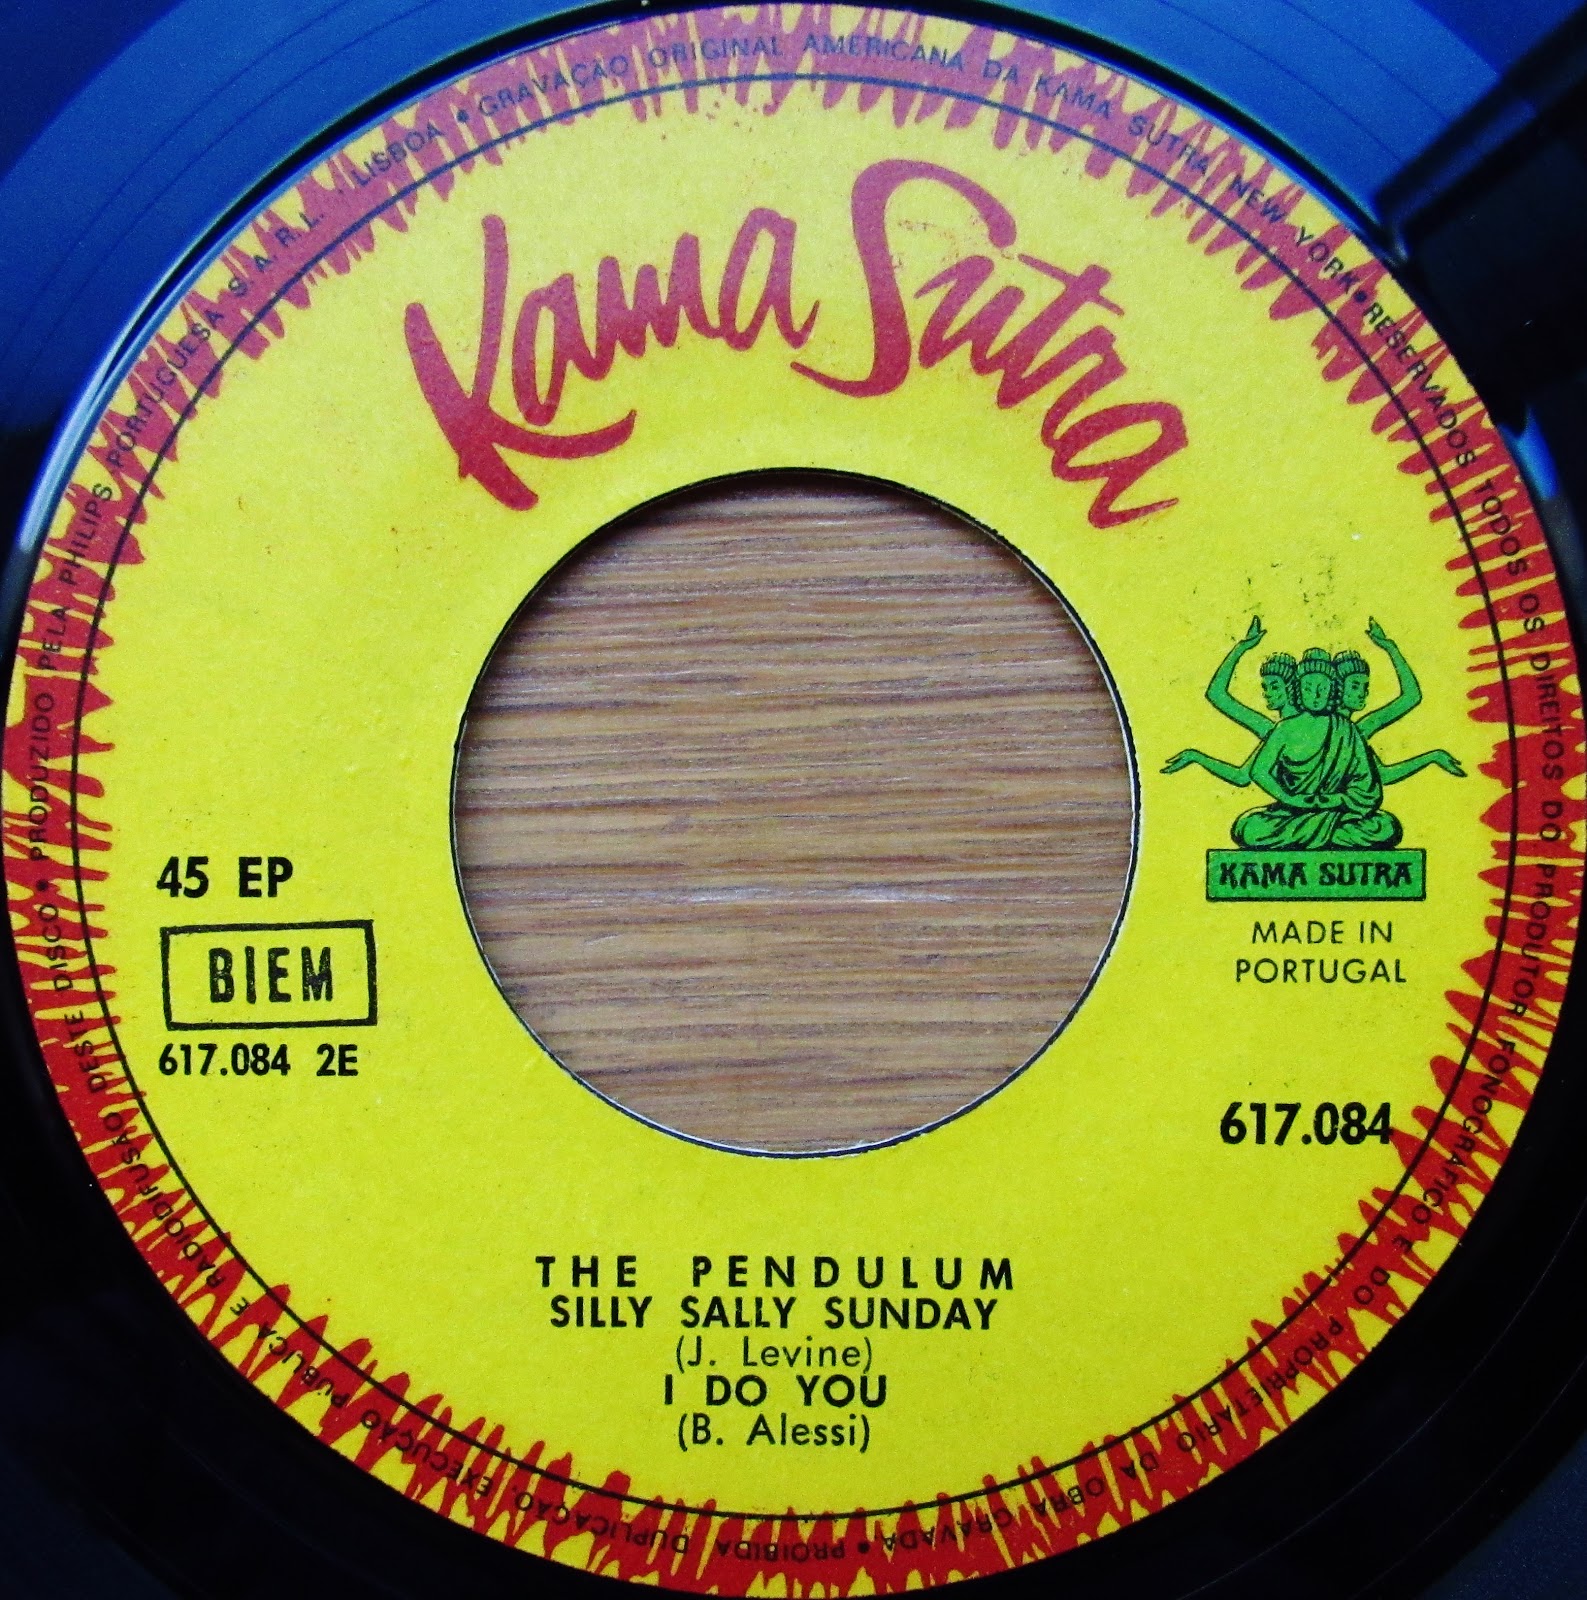 Kama Sutra
KAMA SUTRA
MADE IN
PORTUGAL
45 EP
BIEM
617.084 2E
617.084
THE PENDULUM
SILLY SALLY SUNDAY
(J. Levine)
I DO YOU
(B. Alessi)
PRODUZIDO PELA PHILIPS PORTUGUESA S. A. R. L. · LISBOA • GRAVAÇÃO ORIGINAL AMERICANA DA KAMA SUTRA, NEW YORK • RESERVADOS TODOS OS DIREITOS DO PRODUTOR FONOGRÁFICO E DO PROPRIETÁRIO DA OBRA GRAVADA, • PROIBIDA DUPLICAÇÃO, EXECUÇÃO PÚBLICA E RADIODIFUSÃO DESTE DISCO •